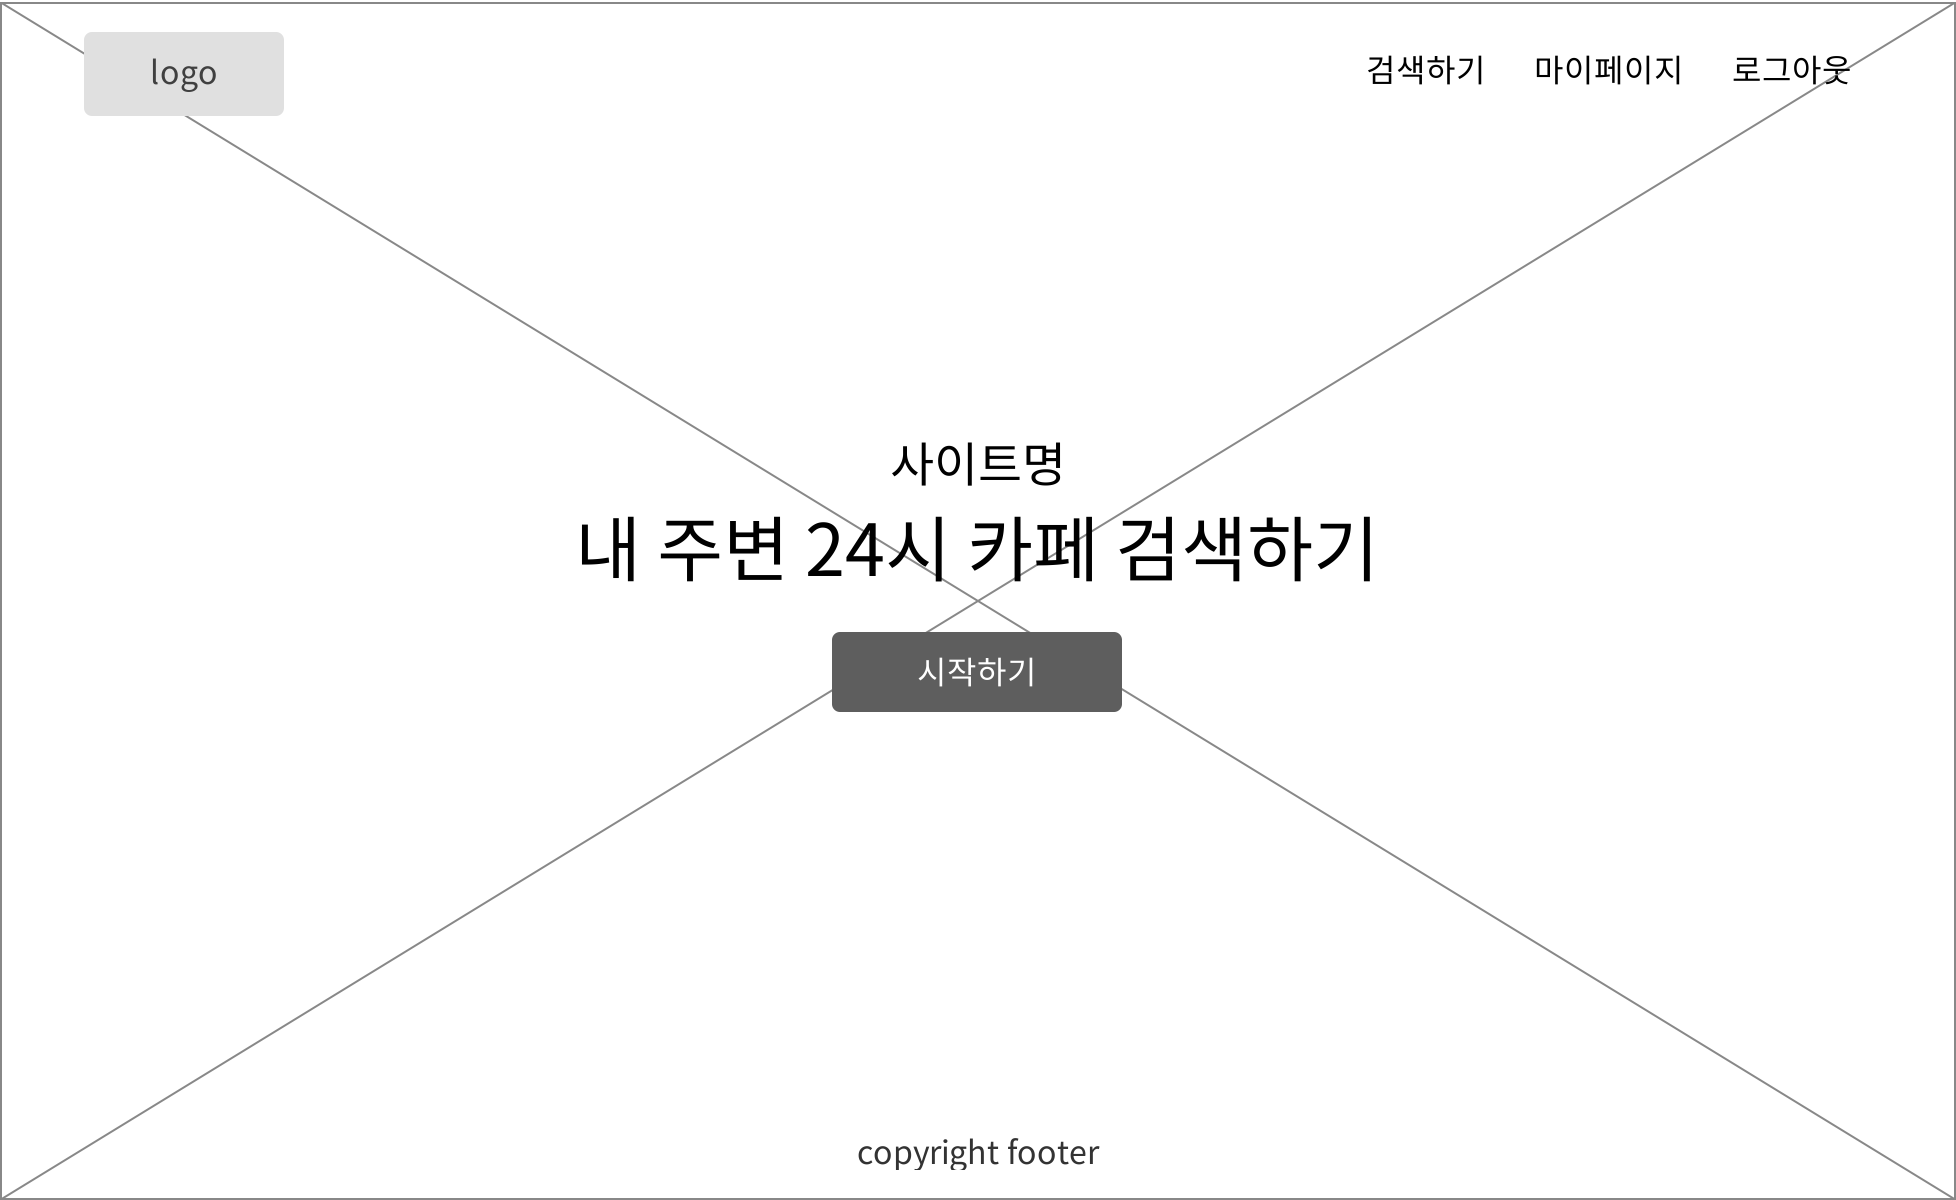 logo
검색하기 마이페이지 로그아웃
사이트명
내 주변 24시 카페 검색하기
시작하기
copyright footer